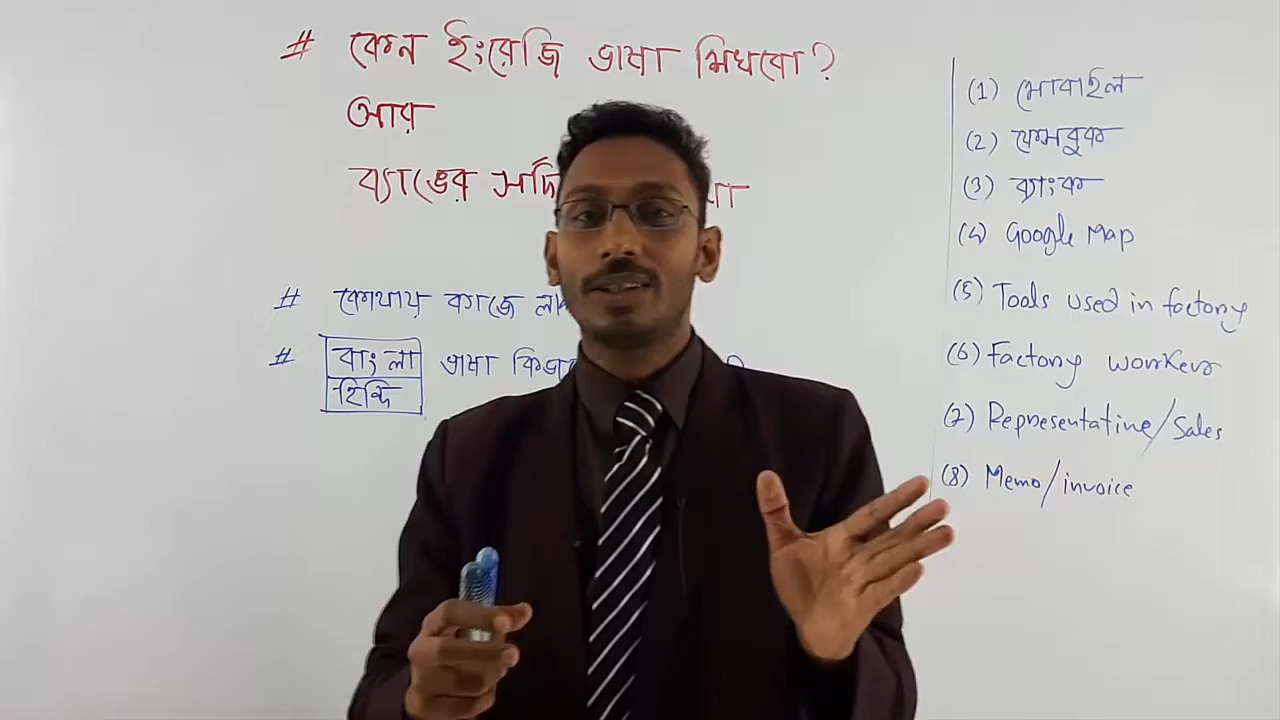 # কেন ইংরেজি ভাষা শিখবো?
আর
ব্যাঙের সর্দি
# কোথায় কাজে
# বাংলা ভাষা
হিন্দি
(1) মোবাইল
(2) ফেসবুক
(3) ব্যাংক
(4) Google Map
(5) Tools used in factory
(6) Factory workers
(7) Representative/Sales
(8) Memo/invoice